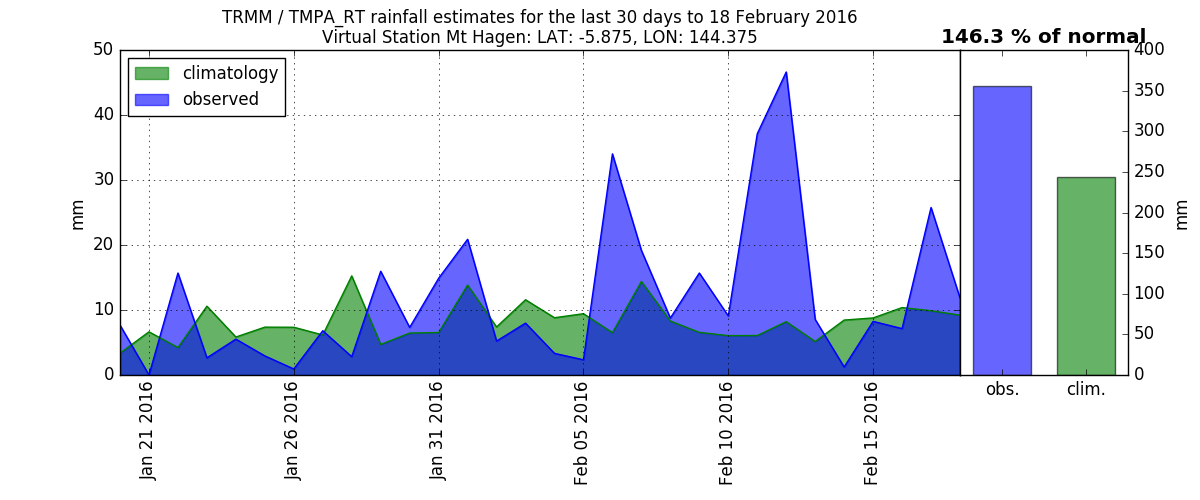 TRMM / TMPA_RT rainfall estimates for the last 30 days to 18 February 2016
Virtual Station Mt Hagen: LAT: -5.875, LON: 144.375
146.3 % of normal
climatology
observed
50
40
30
20
10
0
mm
Jan 21 2016
Jan 26 2016
Jan 31 2016
Feb 05 2016
Feb 10 2016
Feb 15 2016
400
350
300
250
200
150
100
50
0
mm
obs.
clim.